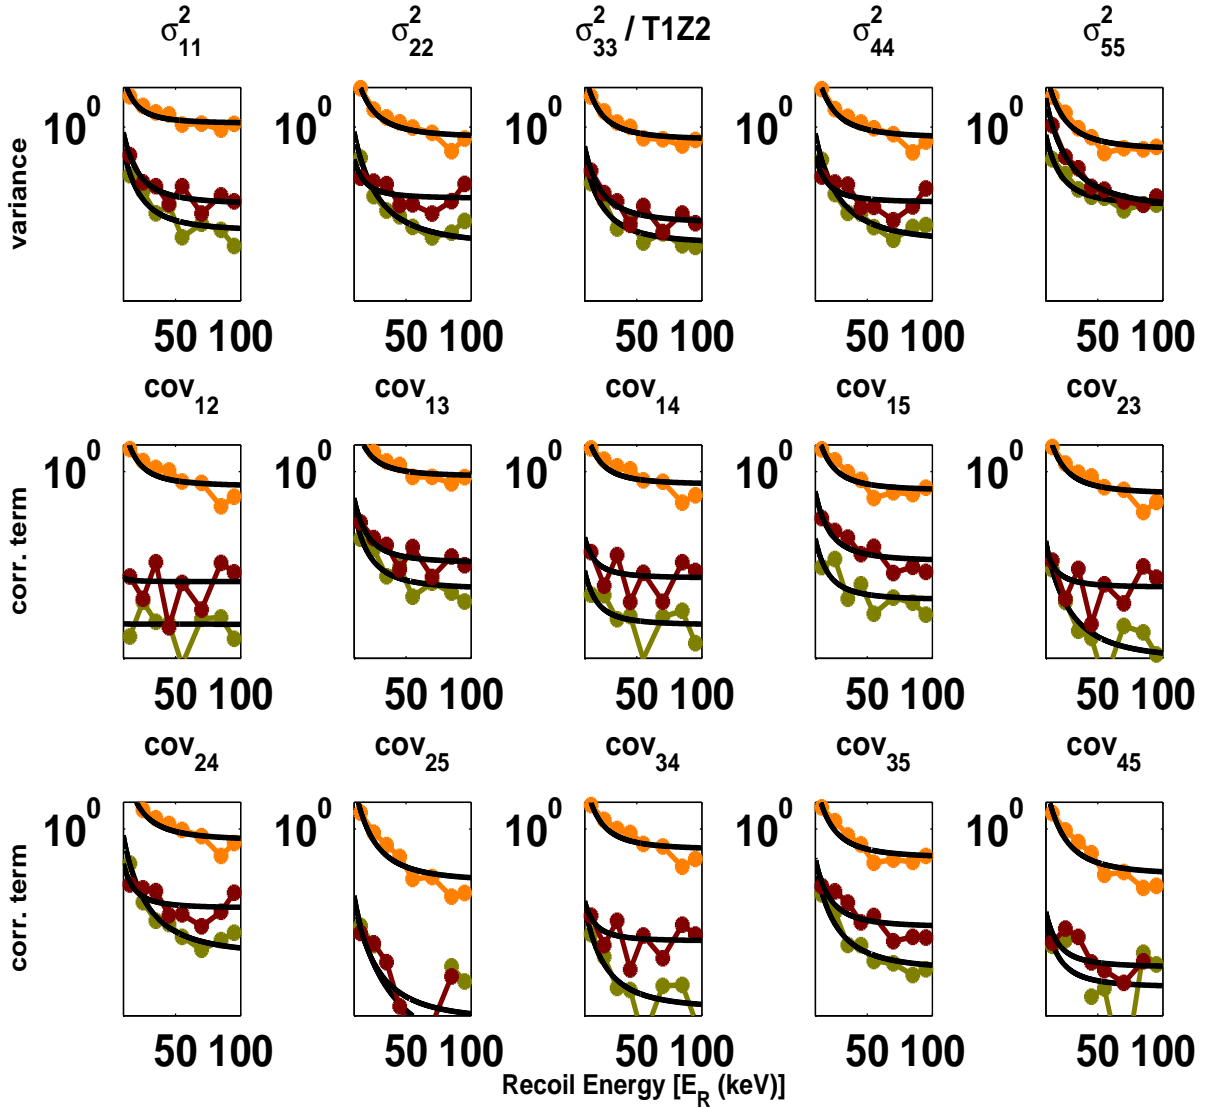 σ²₁₁ σ²₂₂ σ²₃₃ / T1Z2 σ²₄₄ σ²₅₅
variance
10⁰ 10⁰ 10⁰ 10⁰ 10⁰
50 100 50 100 50 100 50 100 50 100
cov₁₂ cov₁₃ cov₁₄ cov₁₅ cov₂₃
corr. term
10⁰ 10⁰ 10⁰ 10⁰ 10⁰
50 100 50 100 50 100 50 100 50 100
cov₂₄ cov₂₅ cov₃₄ cov₃₅ cov₄₅
corr. term
10⁰ 10⁰ 10⁰ 10⁰ 10⁰
50 100 50 100 50 100 50 100 50 100
Recoil Energy [E_R (keV)]